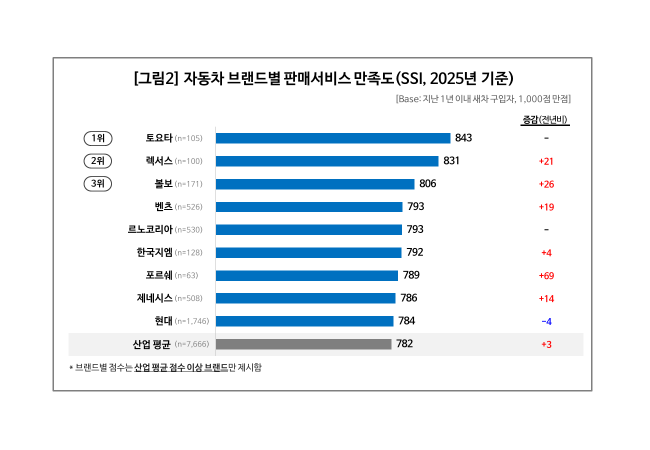 [그림2] 자동차 브랜드별 판매서비스 만족도(SSI, 2025년 기준)
[Base: 지난 1년 이내 새차 구입자, 1,000점 만점]
증감(전년비)
1위 토요타 (n=105) 843 -
2위 렉서스 (n=100) 831 +21
3위 볼보 (n=171) 806 +26
벤츠 (n=526) 793 +19
르노코리아 (n=530) 793 -
한국지엠 (n=128) 792 +4
포르쉐 (n=63) 789 +69
제네시스 (n=508) 786 +14
현대 (n=1,746) 784 -4
산업 평균 (n=7,666) 782 +3
* 브랜드별 점수는 산업 평균 점수 이상 브랜드만 제시함